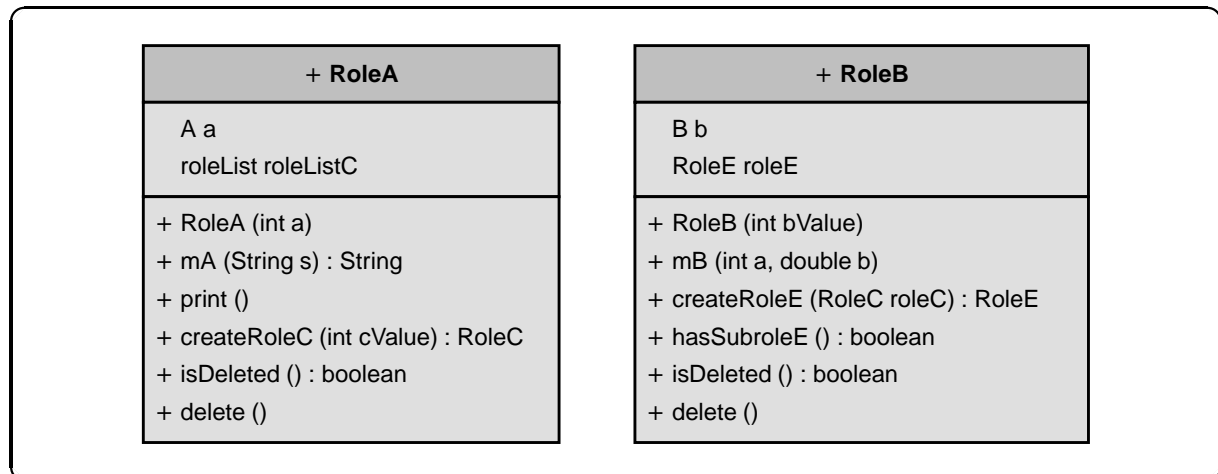 + RoleA
A a
roleList roleListC
+ RoleA (int a)
+ mA (String s) : String
+ print ()
+ createRoleC (int cValue) : RoleC
+ isDeleted () : boolean
+ delete ()
+ RoleB
B b
RoleE roleE
+ RoleB (int bValue)
+ mB (int a, double b)
+ createRoleE (RoleC roleC) : RoleE
+ hasSubroleE () : boolean
+ isDeleted () : boolean
+ delete ()